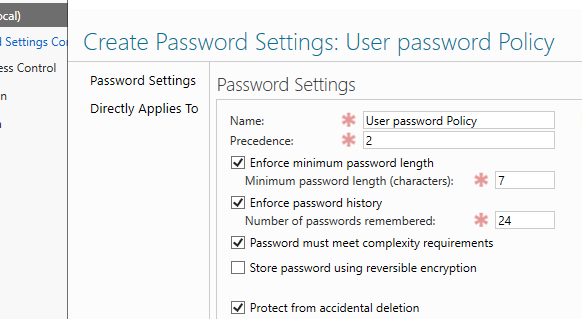 ocal)
d Settings Co
ess Control
n
Create Password Settings: User password Policy
Password Settings
Directly Applies To
Password Settings
Name: * User password Policy
Precedence: * 2
Enforce minimum password length
Minimum password length (characters): * 7
Enforce password history
Number of passwords remembered: * 24
Password must meet complexity requirements
Store password using reversible encryption
Protect from accidental deletion